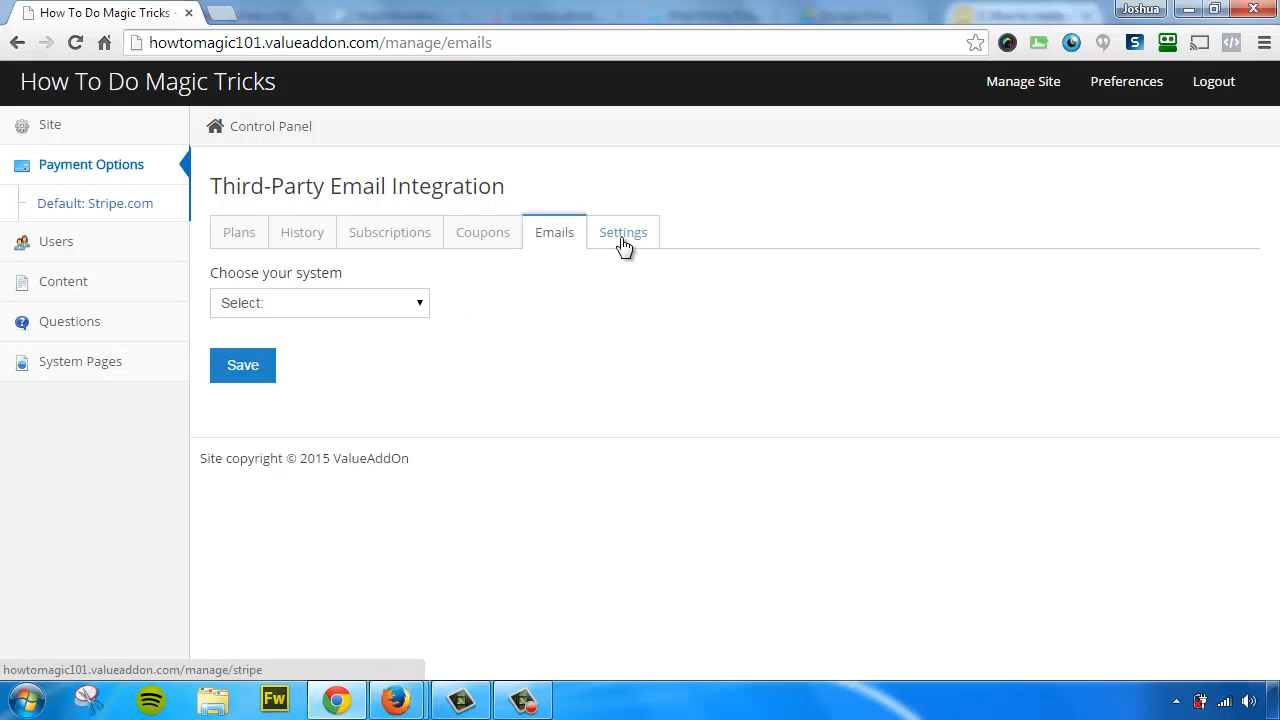 How To Do Magic Tricks -
Joshua
howtomagic101.valueaddon.com/manage/emails
How To Do Magic Tricks
Manage Site
Preferences
Logout
Site
Control Panel
Payment Options
Default: Stripe.com
Users
Content
Questions
System Pages
Third-Party Email Integration
Plans
History
Subscriptions
Coupons
Emails
Settings
Choose your system
Select:
Save
Site copyright © 2015 ValueAddOn
howtomagic101.valueaddon.com/manage/stripe
Fw